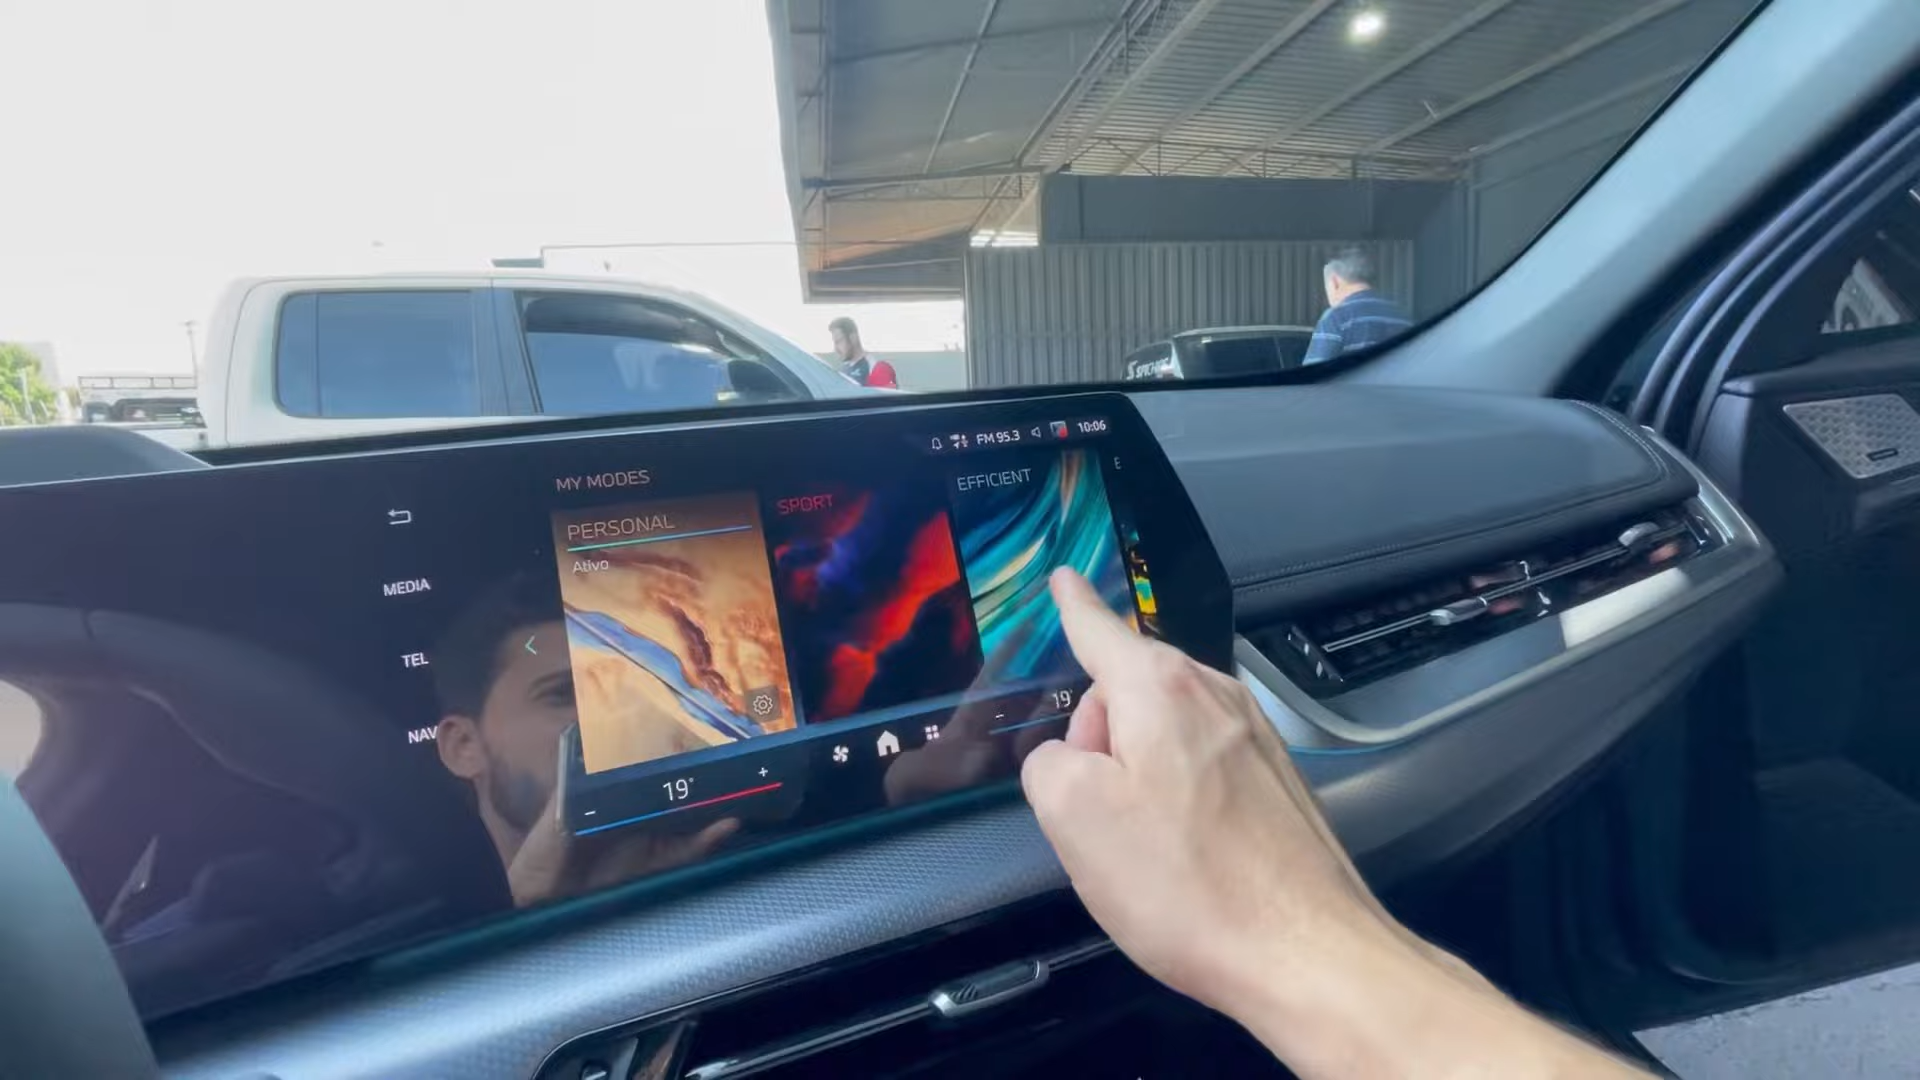 FM 95.3
10:06
MY MODES
PERSONAL
Ativo
SPORT
EFFICIENT
E
MEDIA
TEL
NAV
19°
19°